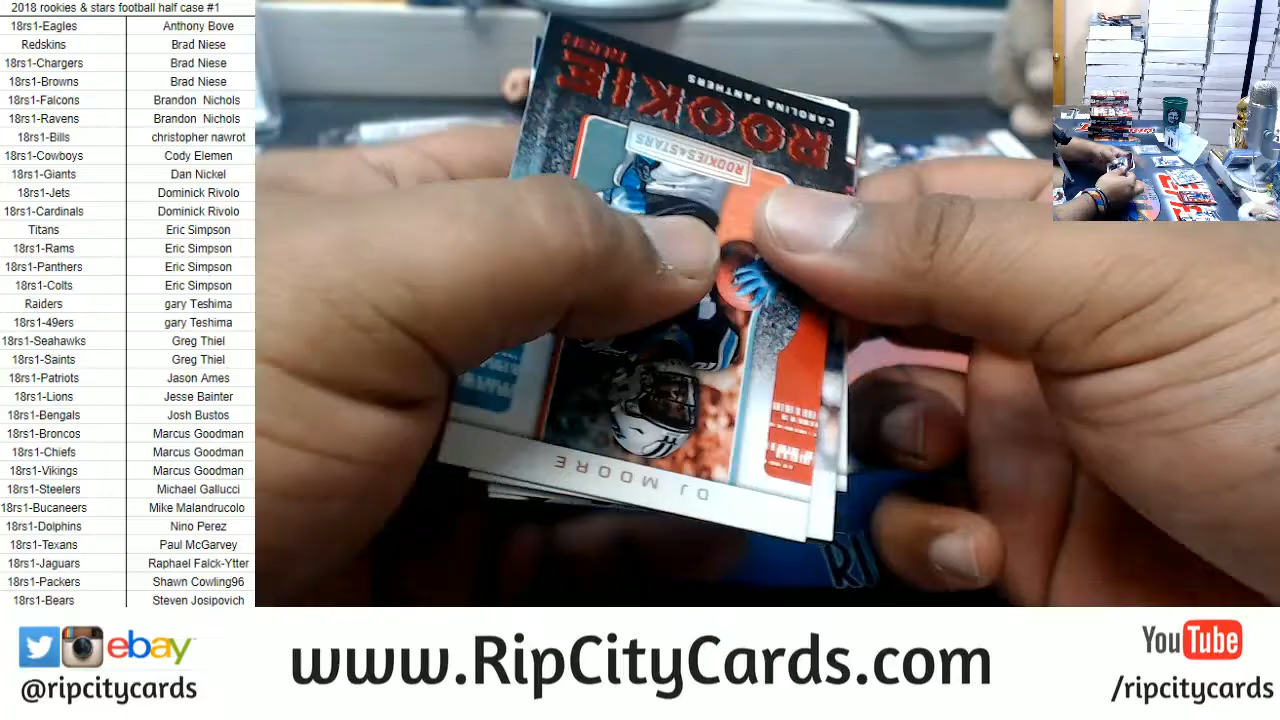 2018 rookies & stars football half case #1
18rs1-Eagles Anthony Bove
Redskins Brad Niese
18rs1-Chargers Brad Niese
18rs1-Browns Brad Niese
18rs1-Falcons Brandon Nichols
18rs1-Ravens Brandon Nichols
18rs1-Bills christopher nawrot
18rs1-Cowboys Cody Elemen
18rs1-Giants Dan Nickel
18rs1-Jets Dominick Rivolo
18rs1-Cardinals Dominick Rivolo
Titans Eric Simpson
18rs1-Rams Eric Simpson
18rs1-Panthers Eric Simpson
18rs1-Colts Eric Simpson
Raiders gary Teshima
18rs1-49ers gary Teshima
18rs1-Seahawks Greg Thiel
18rs1-Saints Greg Thiel
18rs1-Patriots Jason Ames
18rs1-Lions Jesse Bainter
18rs1-Bengals Josh Bustos
18rs1-Broncos Marcus Goodman
18rs1-Chiefs Marcus Goodman
18rs1-Vikings Marcus Goodman
18rs1-Steelers Michael Gallucci
18rs1-Bucaneers Mike Malandrucolo
18rs1-Dolphins Nino Perez
18rs1-Texans Paul McGarvey
18rs1-Jaguars Raphael Falck-Ytter
18rs1-Packers Shawn Cowling96
18rs1-Bears Steven Josipovich
ROOKIE
CAROLINA PANTHERS
ROOKIES&STARS
DJ MOORE
ebay
@ripcitycards
www.RipCityCards.com
YouTube
/ripcitycards